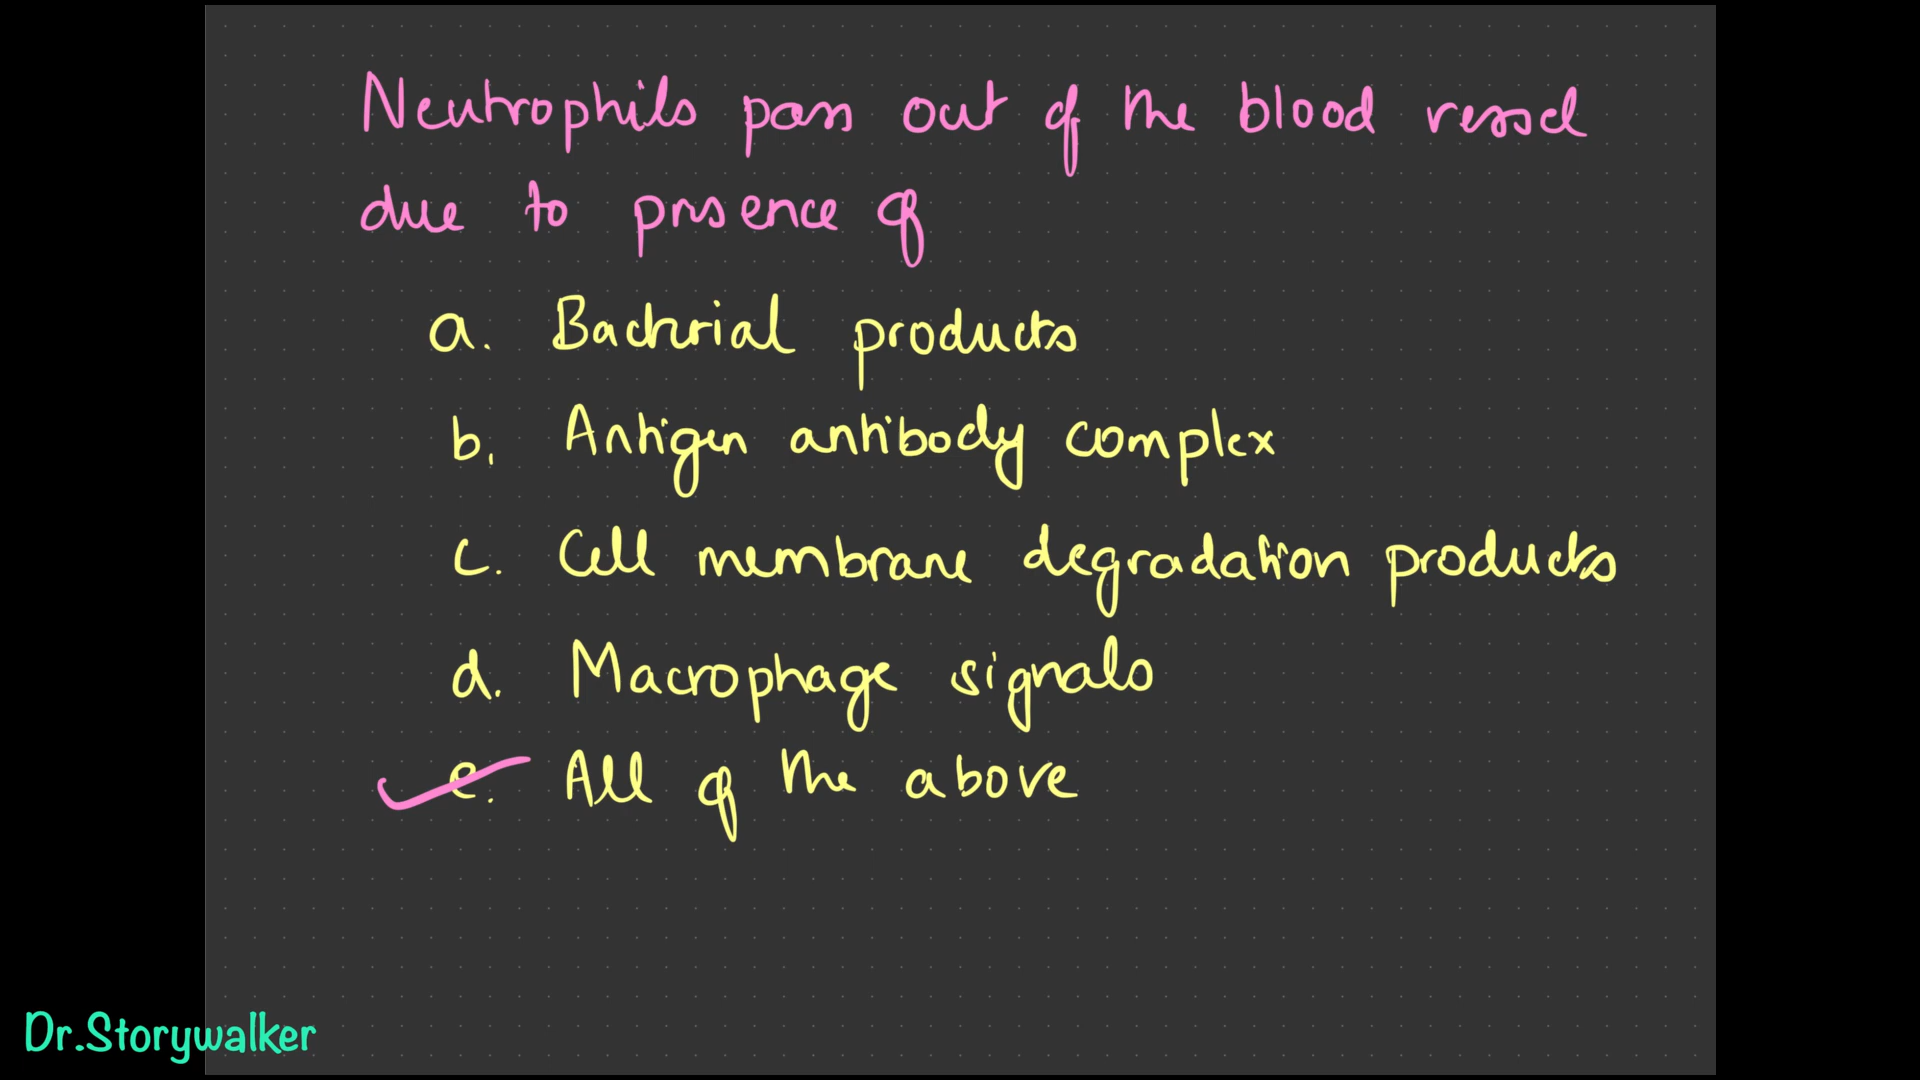 Neutrophils pass out of the blood vessel
due to presence of
a. Bacterial products
b. Antigen antibody complex
c. Cell membrane degradation products
d. Macrophage signals
e. All of the above
Dr.Storywalker